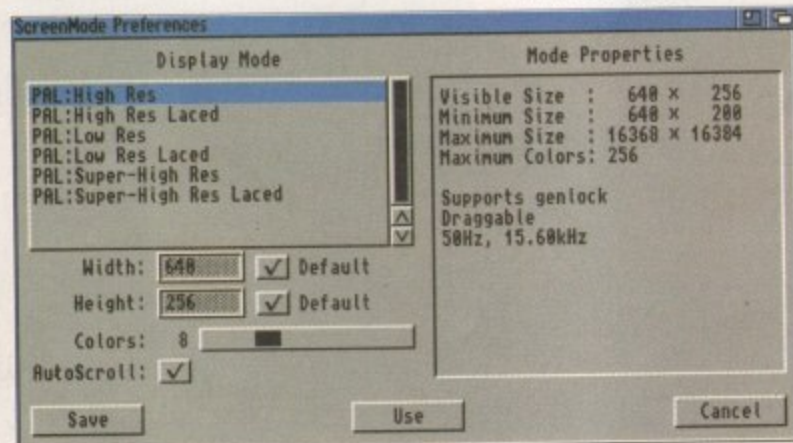 ScreenMode Preferences
Display Mode
PAL:High Res
PAL:High Res Laced
PAL:Low Res
PAL:Low Res Laced
PAL:Super-High Res
PAL:Super-High Res Laced
Width: 640 Default
Height: 256 Default
Colors: 8
AutoScroll:
Mode Properties
Visible Size : 640 × 256
Minimum Size : 640 × 200
Maximum Size : 16368 × 16384
Maximum Colors: 256
Supports genlock
Draggable
50Hz, 15.60kHz
Save
Use
Cancel